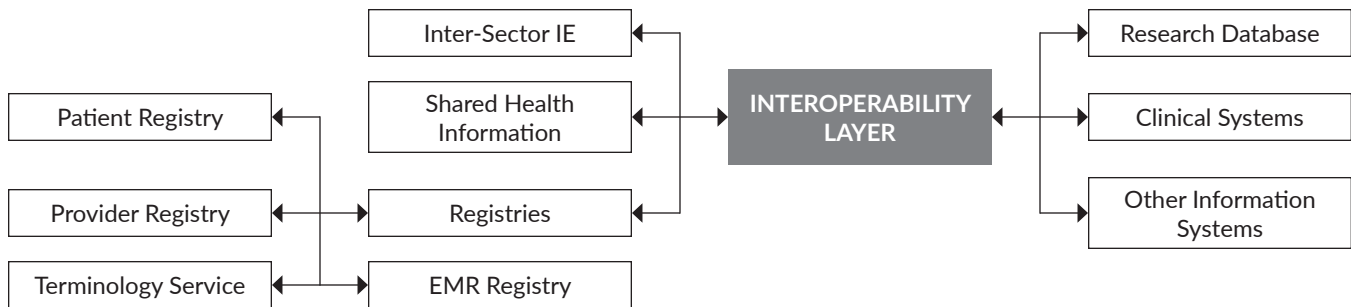 Inter-Sector IE
Research Database
Shared Health
Information
INTEROPERABILITY
LAYER
Patient Registry
Clinical Systems
Provider Registry
Registries
Other Information
Systems
Terminology Service
EMR Registry